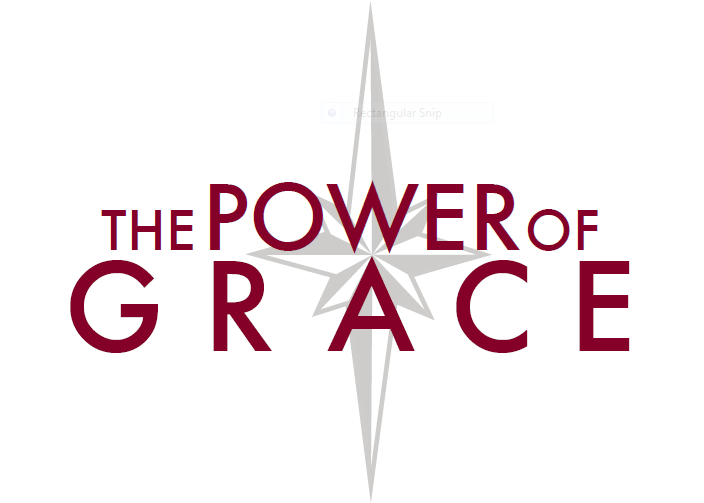 Rectangular Snip
THE POWER OF
GRACE